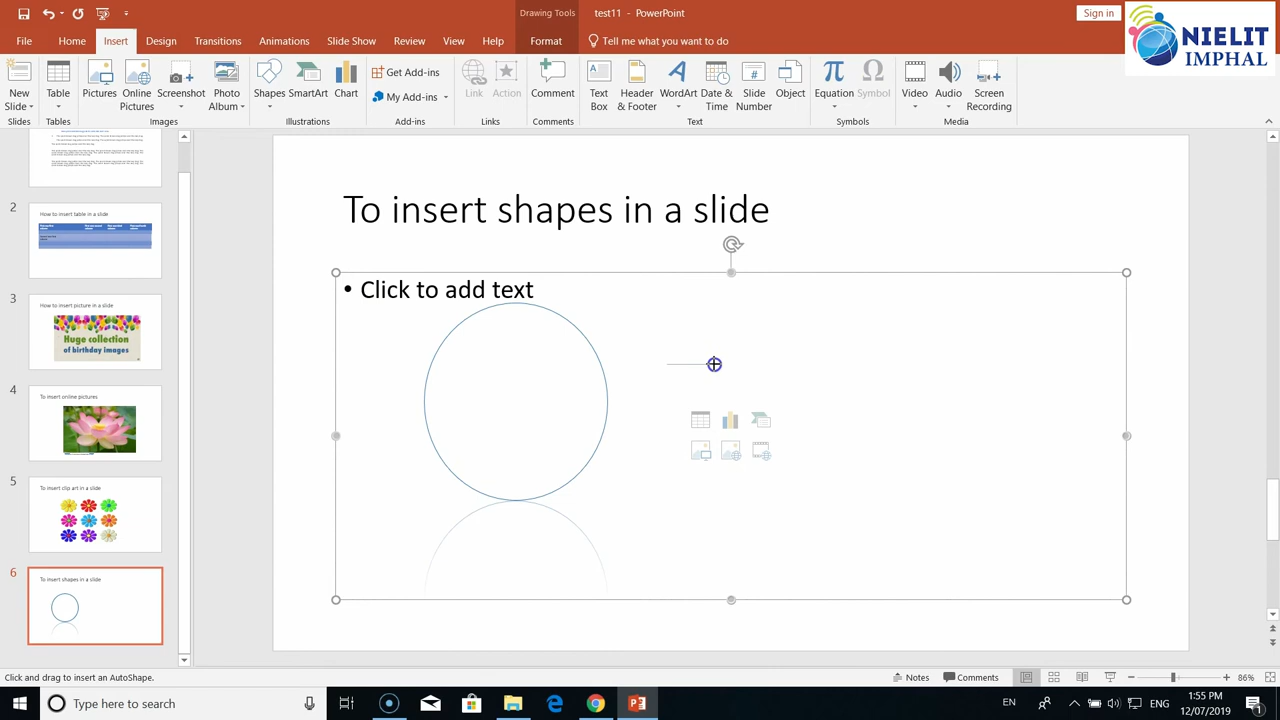 Drawing Tools
test11 - PowerPoint
Sign in
NIELIT
IMPHAL
File Home Insert Design Transitions Animations Slide Show Review View Help Format Tell me what you want to do
New Slide
Table
Pictures
Online Pictures
Screenshot
Photo Album
Shapes
SmartArt
Chart
Get Add-ins
My Add-ins
Link
Action
Comment
Text Box
Header & Footer
WordArt
Date & Time
Slide Number
Object
Equation
Symbol
Video
Audio
Screen Recording
Slides Tables Images Illustrations Add-ins Links Comments Text Symbols Media
2
How to insert table in a slide
3
How to insert picture in a slide
Huge collection
of birthday images
4
To insert online pictures
5
To insert clip art in a slide
6
To insert shapes in a slide
To insert shapes in a slide
• Click to add text
Click and drag to insert an AutoShape.
Notes Comments 86%
Type here to search
EN
ENG
1:55 PM
12/07/2019
1